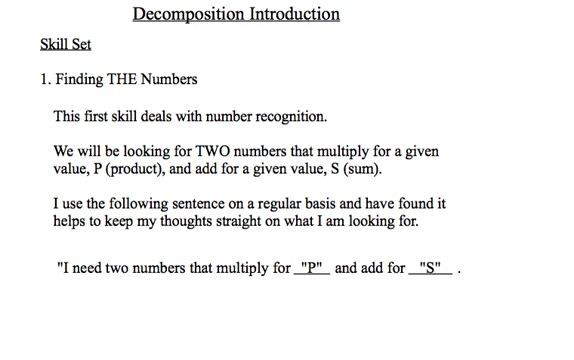 Decomposition Introduction
Skill Set
1. Finding THE Numbers
This first skill deals with number recognition.
We will be looking for TWO numbers that multiply for a given
value, P (product), and add for a given value, S (sum).
I use the following sentence on a regular basis and have found it
helps to keep my thoughts straight on what I am looking for.
"I need two numbers that multiply for _"P"_ and add for _"S"_ .